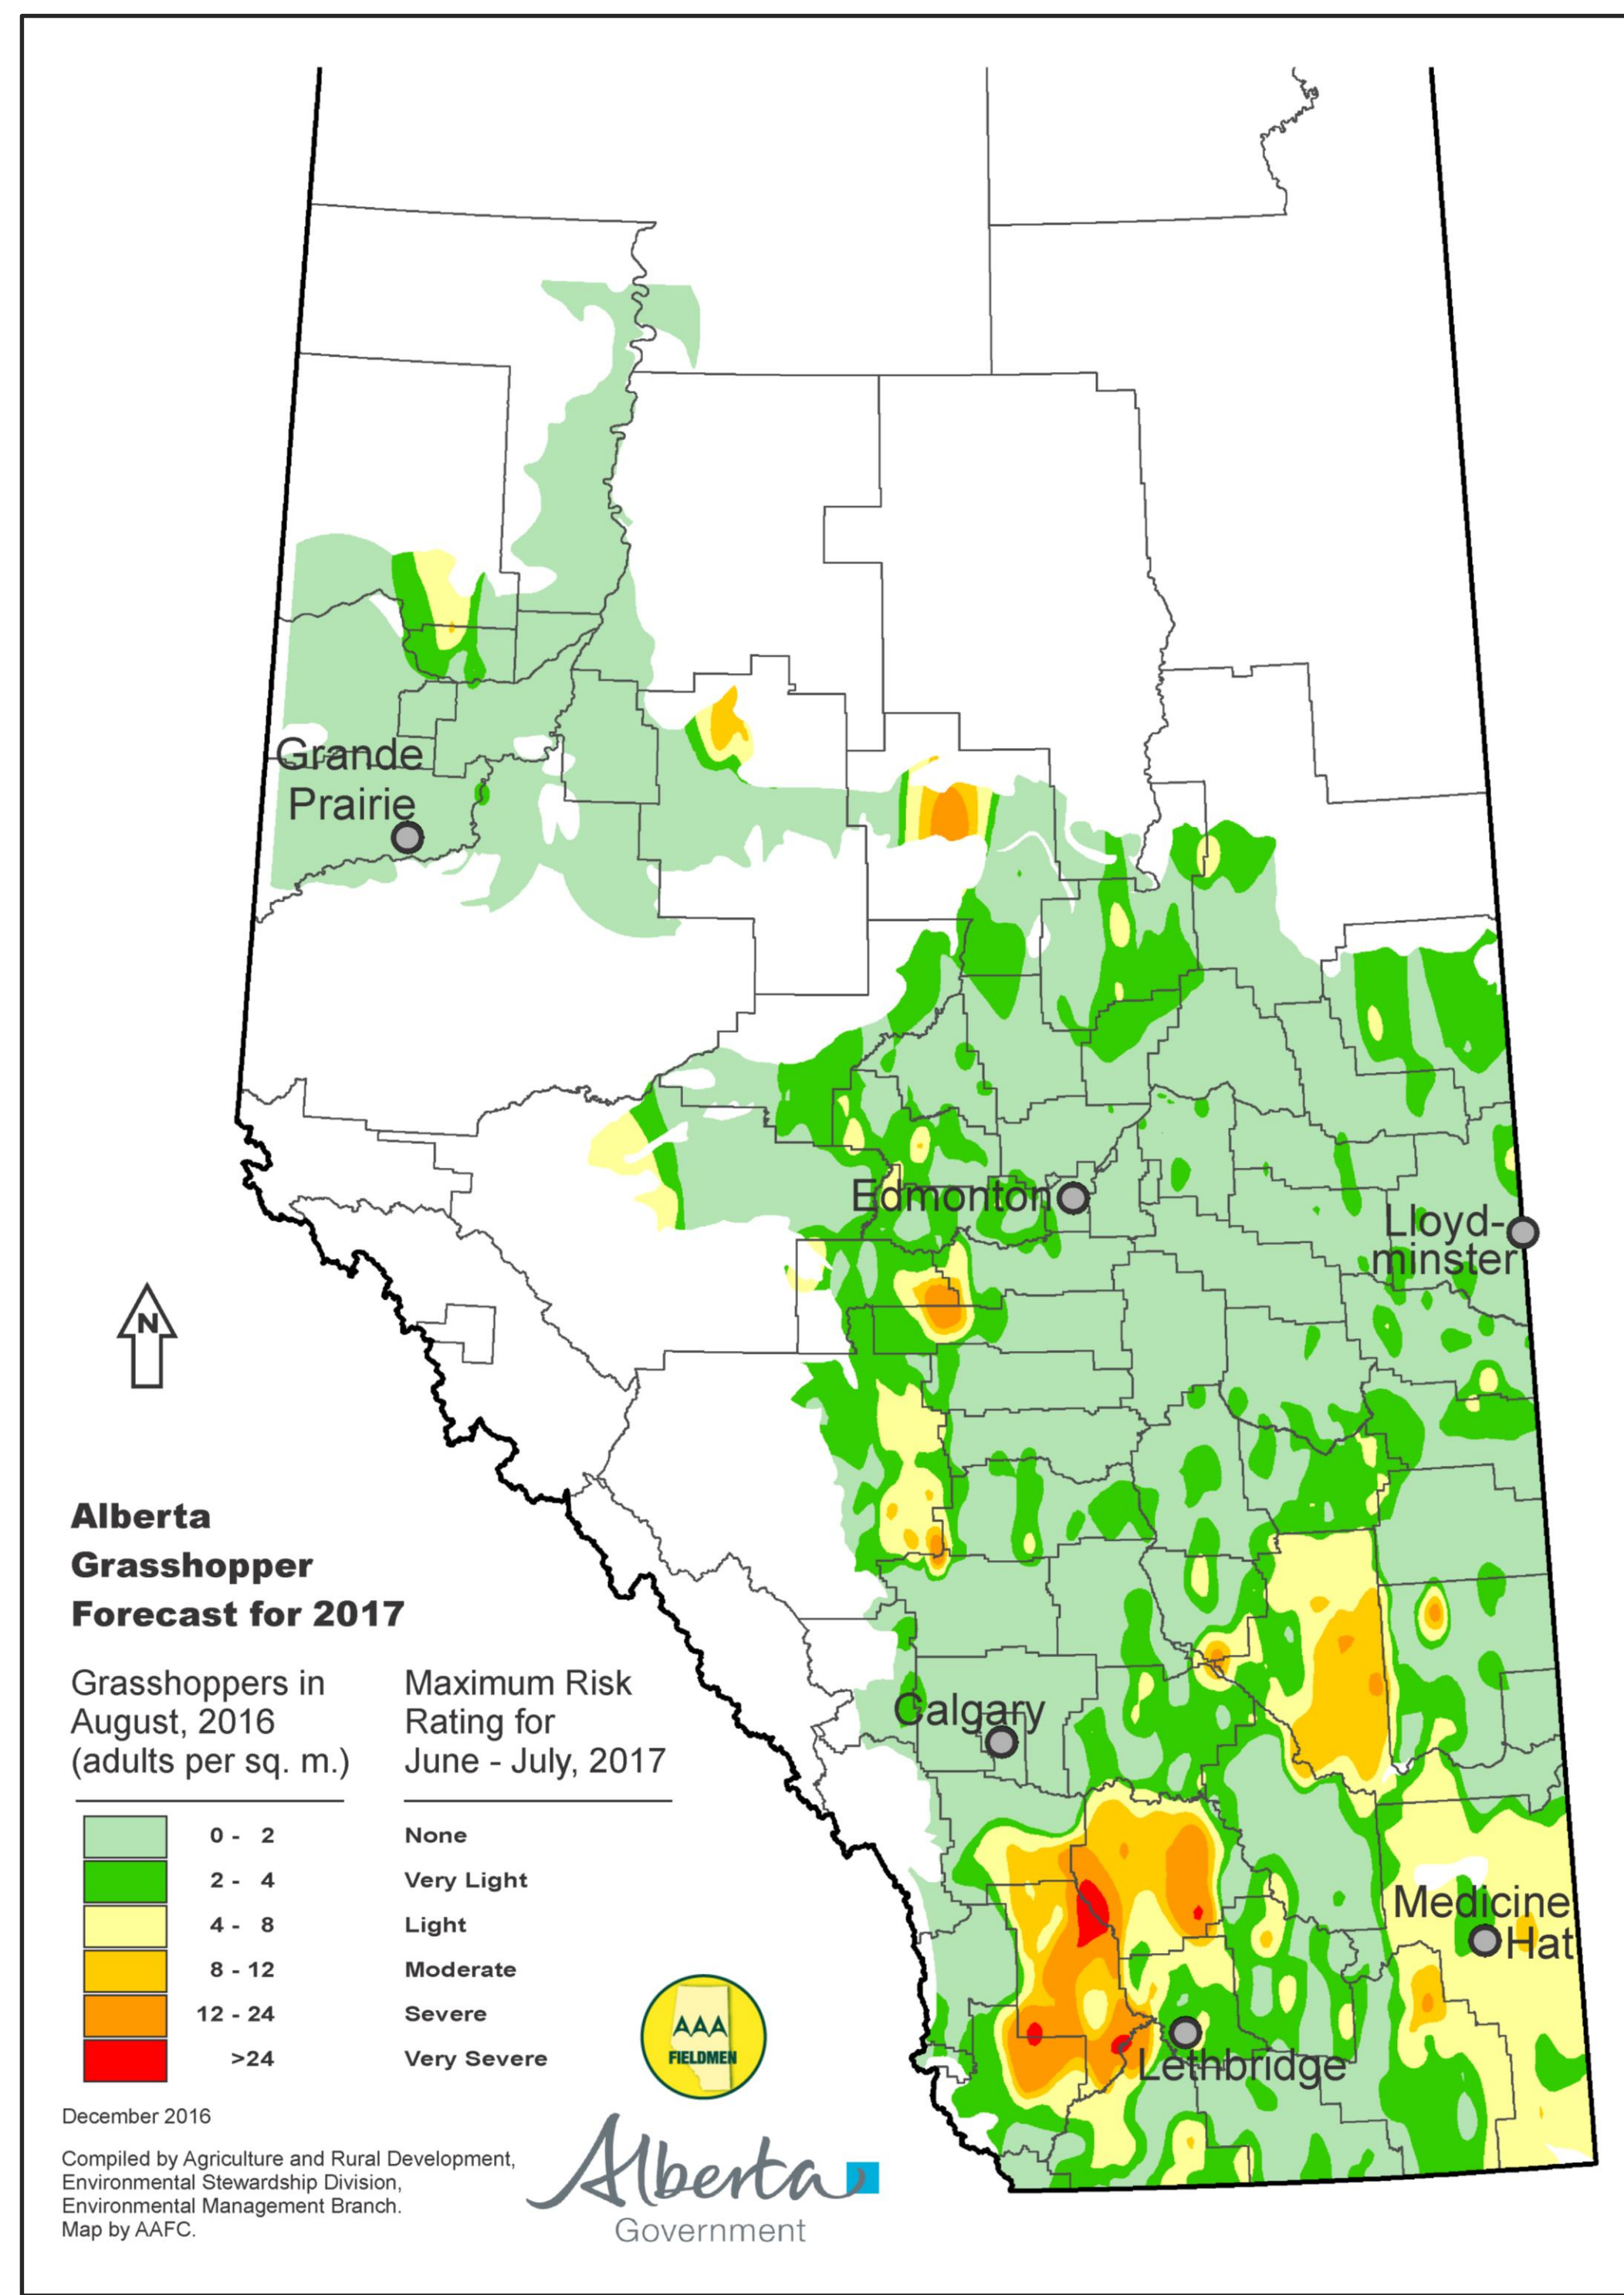 Grande
Prairie
Edmonton
Lloyd-
minster
N
Alberta
Grasshopper
Forecast for 2017
Grasshoppers in
August, 2016
(adults per sq. m.)
Maximum Risk
Rating for
June - July, 2017
0 - 2 None
2 - 4 Very Light
4 - 8 Light
8 - 12 Moderate
12 - 24 Severe
>24 Very Severe
Calgary
Medicine
Hat
Lethbridge
December 2016
Compiled by Agriculture and Rural Development,
Environmental Stewardship Division,
Environmental Management Branch.
Map by AAFC.
AAA
FIELDMEN
Alberta
Government